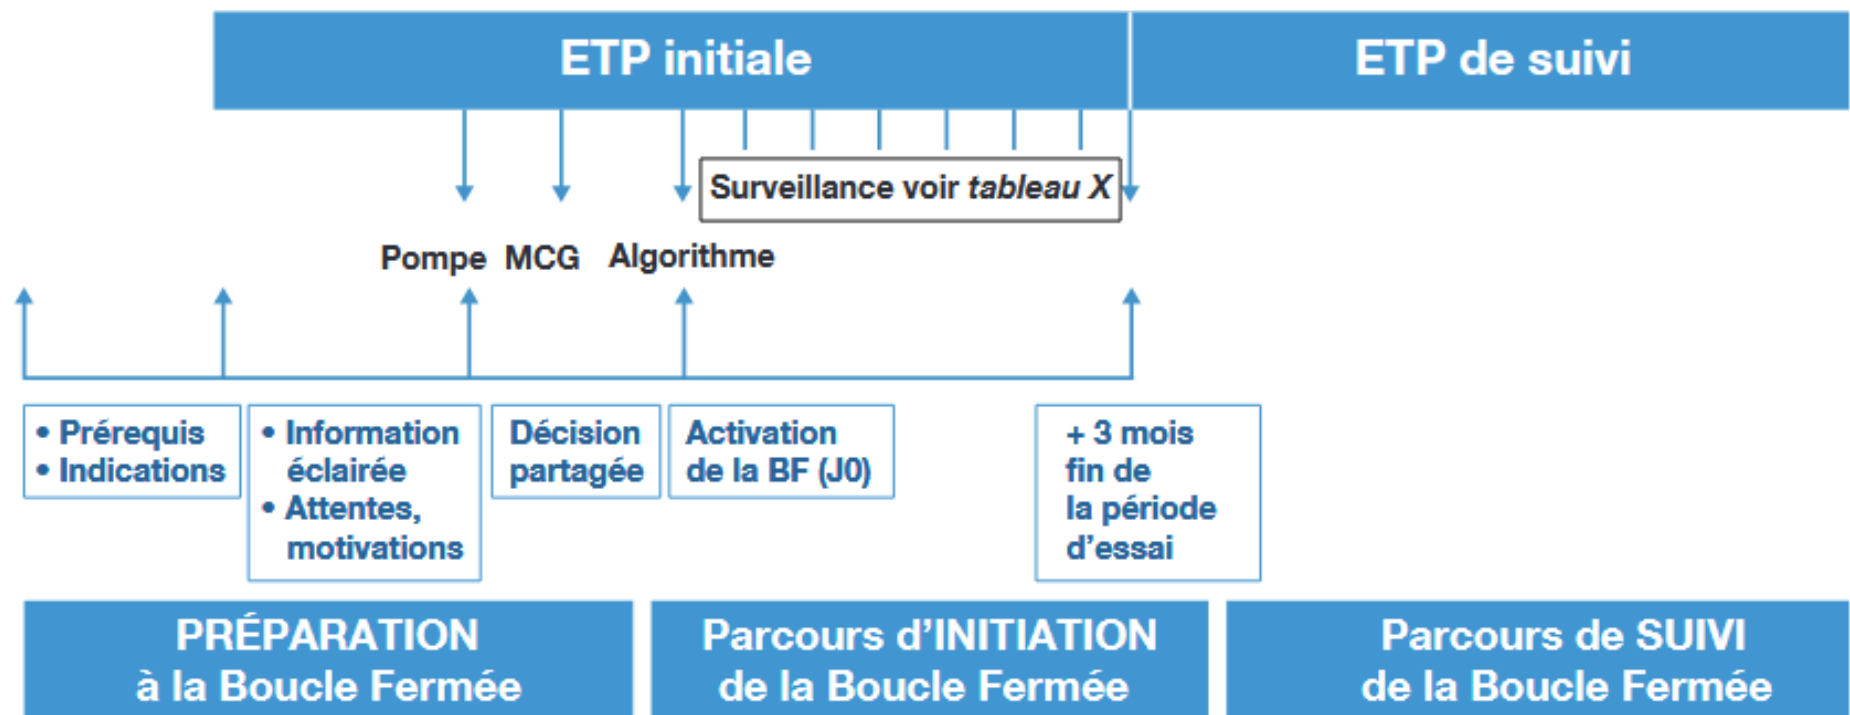 ETP initiale
ETP de suivi
Surveillance voir tableau X
Pompe
MCG
Algorithme
• Prérequis
• Indications
• Information
éclairée
• Attentes,
motivations
Décision
partagée
Activation
de la BF (J0)
+ 3 mois
fin de
la période
d’essai
PRÉPARATION
à la Boucle Fermée
Parcours d’INITIATION
de la Boucle Fermée
Parcours de SUIVI
de la Boucle Fermée